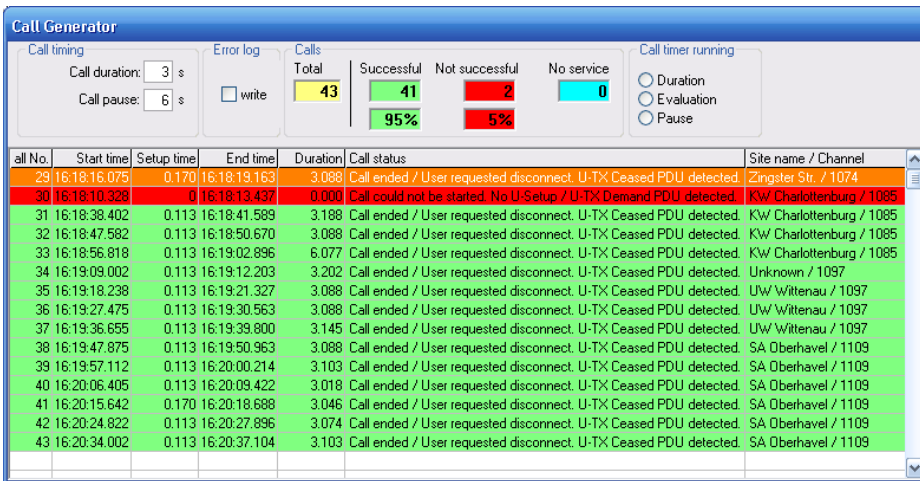 Call Generator
Call timing Error log Calls Call timer running
Call duration: 3 s
Call pause: 6 s
write
Total Successful Not successful No service
43 41 2 0
95% 5%
Duration
Evaluation
Pause
all No. Start time Setup time End time Duration Call status Site name / Channel
29 16:18:16.075 0.170 16:18:19.163 3.088 Call ended / User requested disconnect. U-TX Ceased PDU detected. Zingster Str. / 1074
30 16:18:10.328 0 16:18:13.437 0.000 Call could not be started. No U-Setup / U-TX Demand PDU detected. KW Charlottenburg / 1085
31 16:18:38.402 0.113 16:18:41.589 3.188 Call ended / User requested disconnect. U-TX Ceased PDU detected. KW Charlottenburg / 1085
32 16:18:47.582 0.113 16:18:50.670 3.088 Call ended / User requested disconnect. U-TX Ceased PDU detected. KW Charlottenburg / 1085
33 16:18:56.818 0.113 16:19:02.896 6.077 Call ended / User requested disconnect. U-TX Ceased PDU detected. KW Charlottenburg / 1085
34 16:19:09.002 0.113 16:19:12.203 3.202 Call ended / User requested disconnect. U-TX Ceased PDU detected. Unknown / 1097
35 16:19:18.238 0.113 16:19:21.327 3.088 Call ended / User requested disconnect. U-TX Ceased PDU detected. UW Wittenau / 1097
36 16:19:27.475 0.113 16:19:30.563 3.088 Call ended / User requested disconnect. U-TX Ceased PDU detected. UW Wittenau / 1097
37 16:19:36.655 0.113 16:19:39.800 3.145 Call ended / User requested disconnect. U-TX Ceased PDU detected. UW Wittenau / 1097
38 16:19:47.875 0.113 16:19:50.963 3.088 Call ended / User requested disconnect. U-TX Ceased PDU detected. SA Oberhavel / 1109
39 16:19:57.112 0.113 16:20:00.214 3.103 Call ended / User requested disconnect. U-TX Ceased PDU detected. SA Oberhavel / 1109
40 16:20:06.405 0.113 16:20:09.422 3.018 Call ended / User requested disconnect. U-TX Ceased PDU detected. SA Oberhavel / 1109
41 16:20:15.642 0.170 16:20:18.688 3.046 Call ended / User requested disconnect. U-TX Ceased PDU detected. SA Oberhavel / 1109
42 16:20:24.822 0.113 16:20:27.896 3.074 Call ended / User requested disconnect. U-TX Ceased PDU detected. SA Oberhavel / 1109
43 16:20:34.002 0.113 16:20:37.104 3.103 Call ended / User requested disconnect. U-TX Ceased PDU detected. SA Oberhavel / 1109